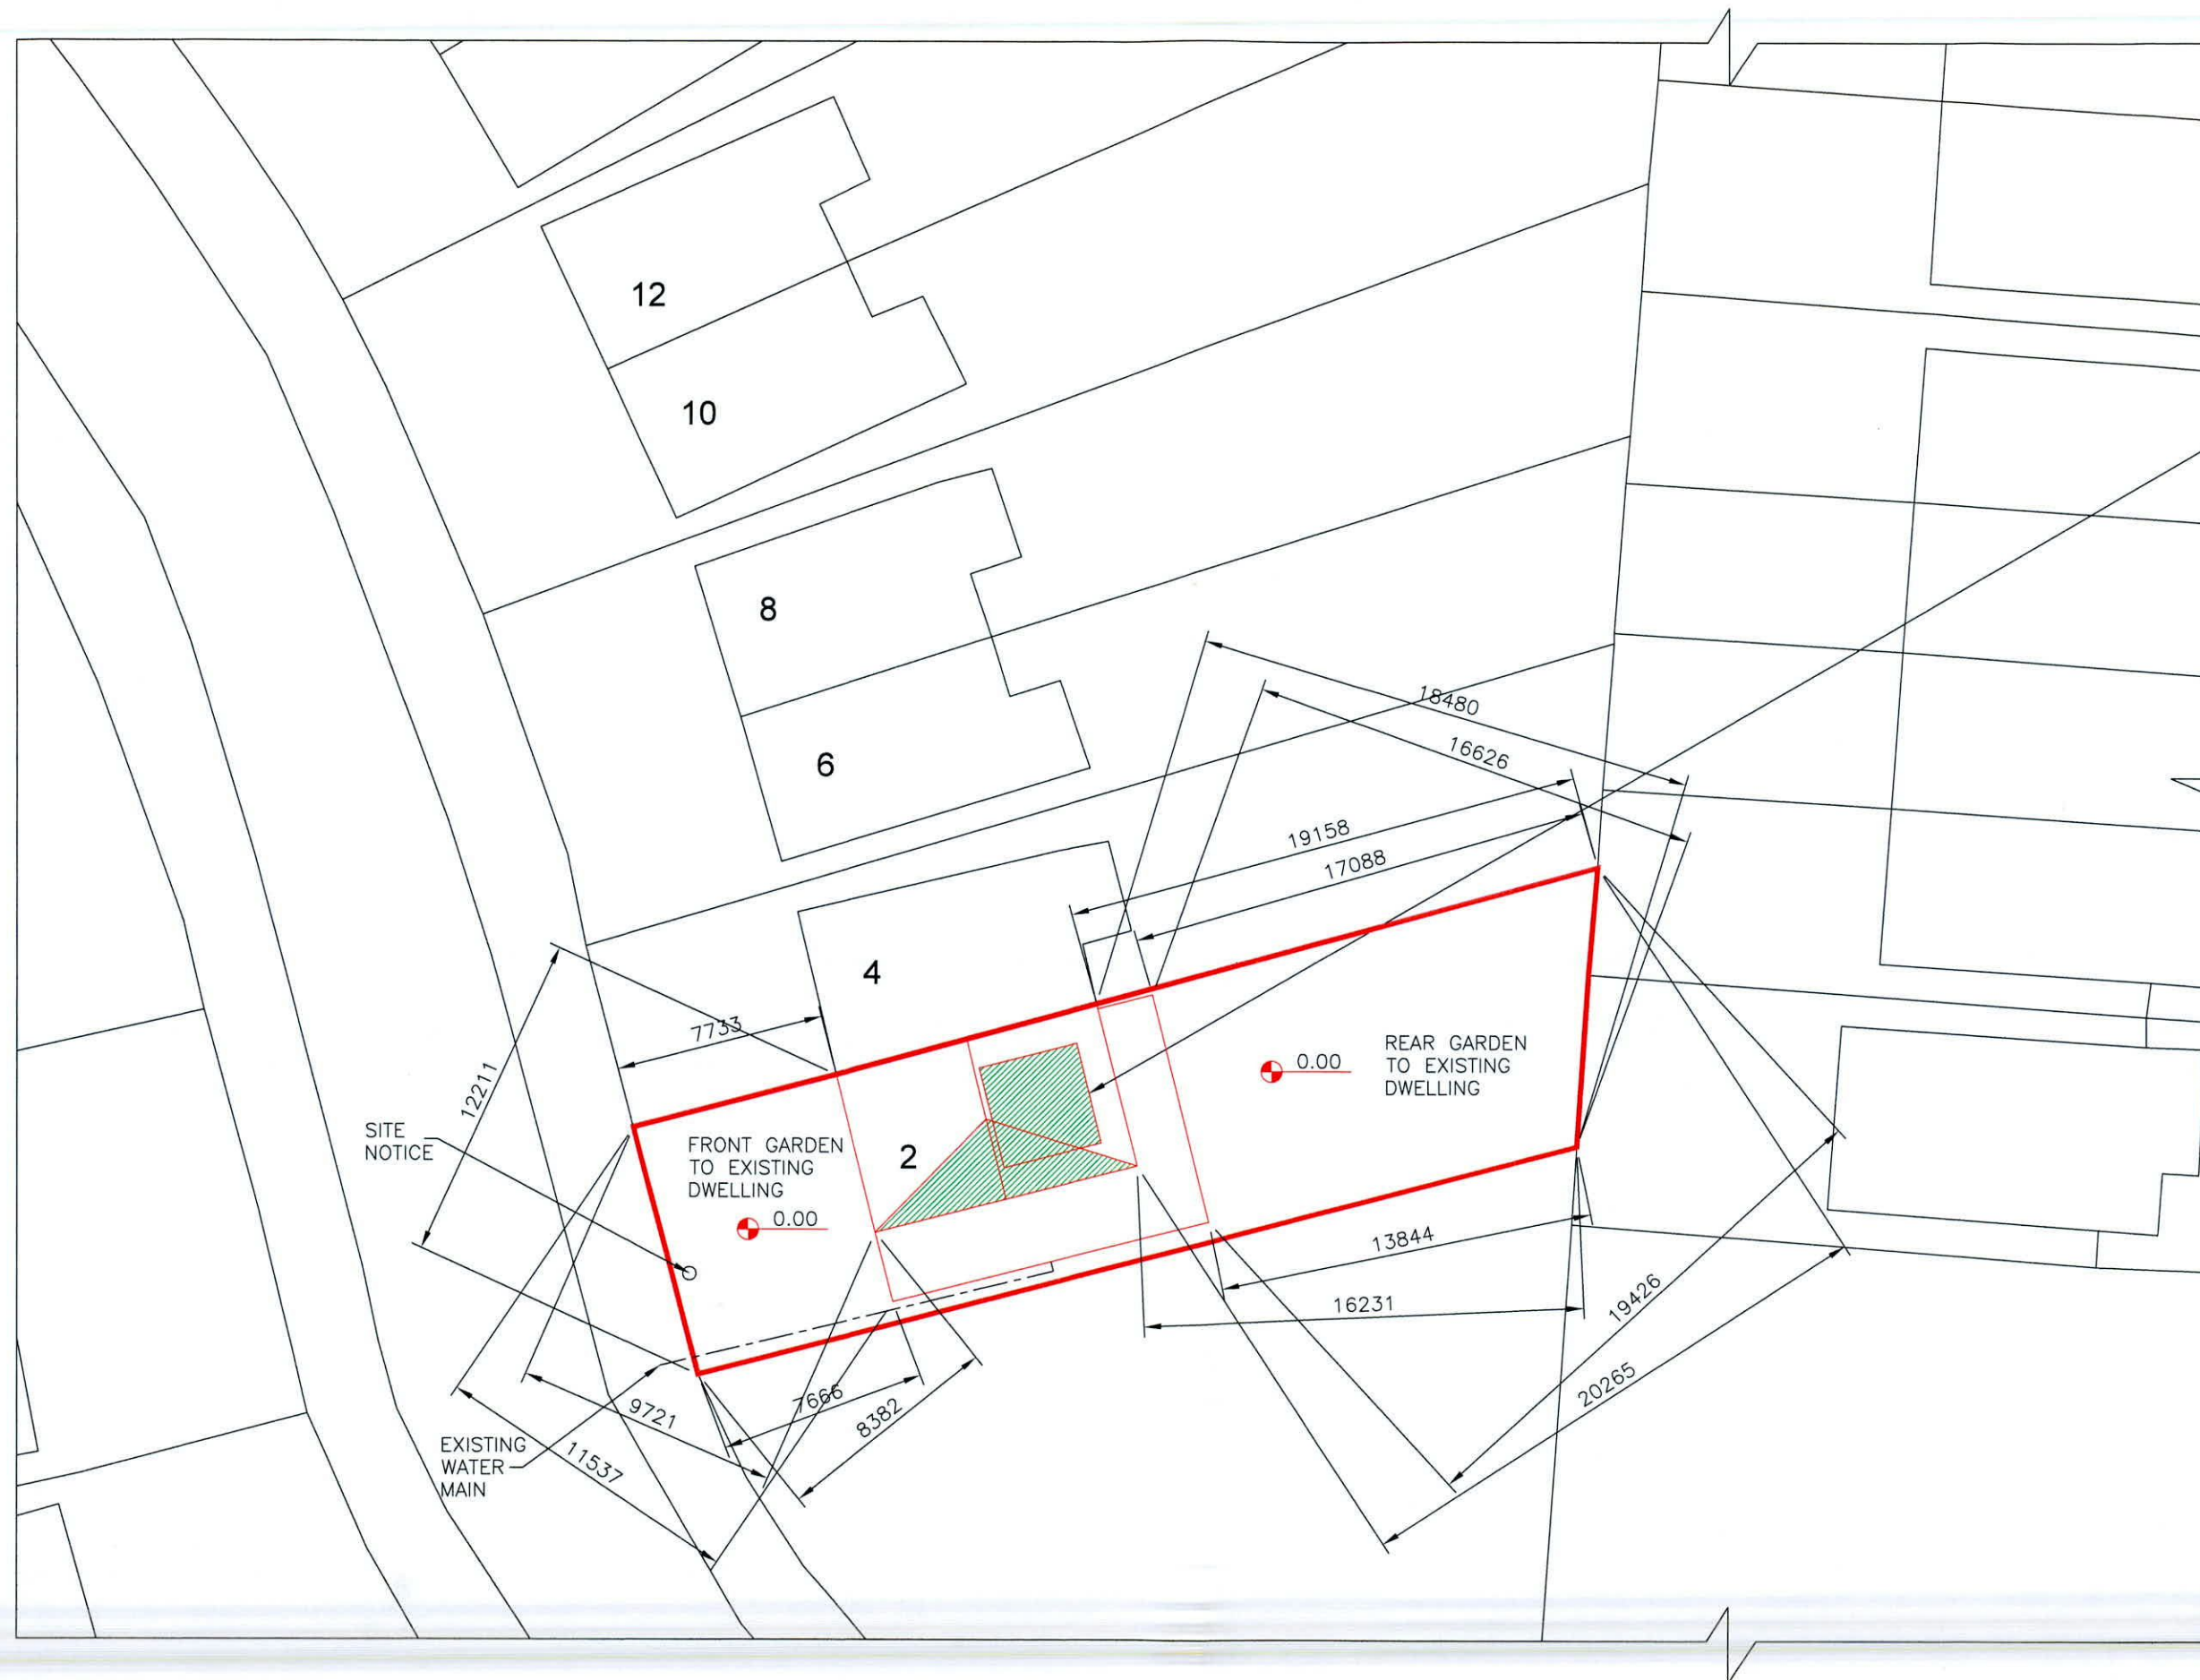 12
10
8
6
18480
16626
19158
17088
4
7733
12211
SITE
NOTICE
FRONT GARDEN
TO EXISTING
DWELLING
0.00
2
0.00
REAR GARDEN
TO EXISTING
DWELLING
13844
16231
19426
20265
7666
8382
9721
11537
EXISTING
WATER
MAIN